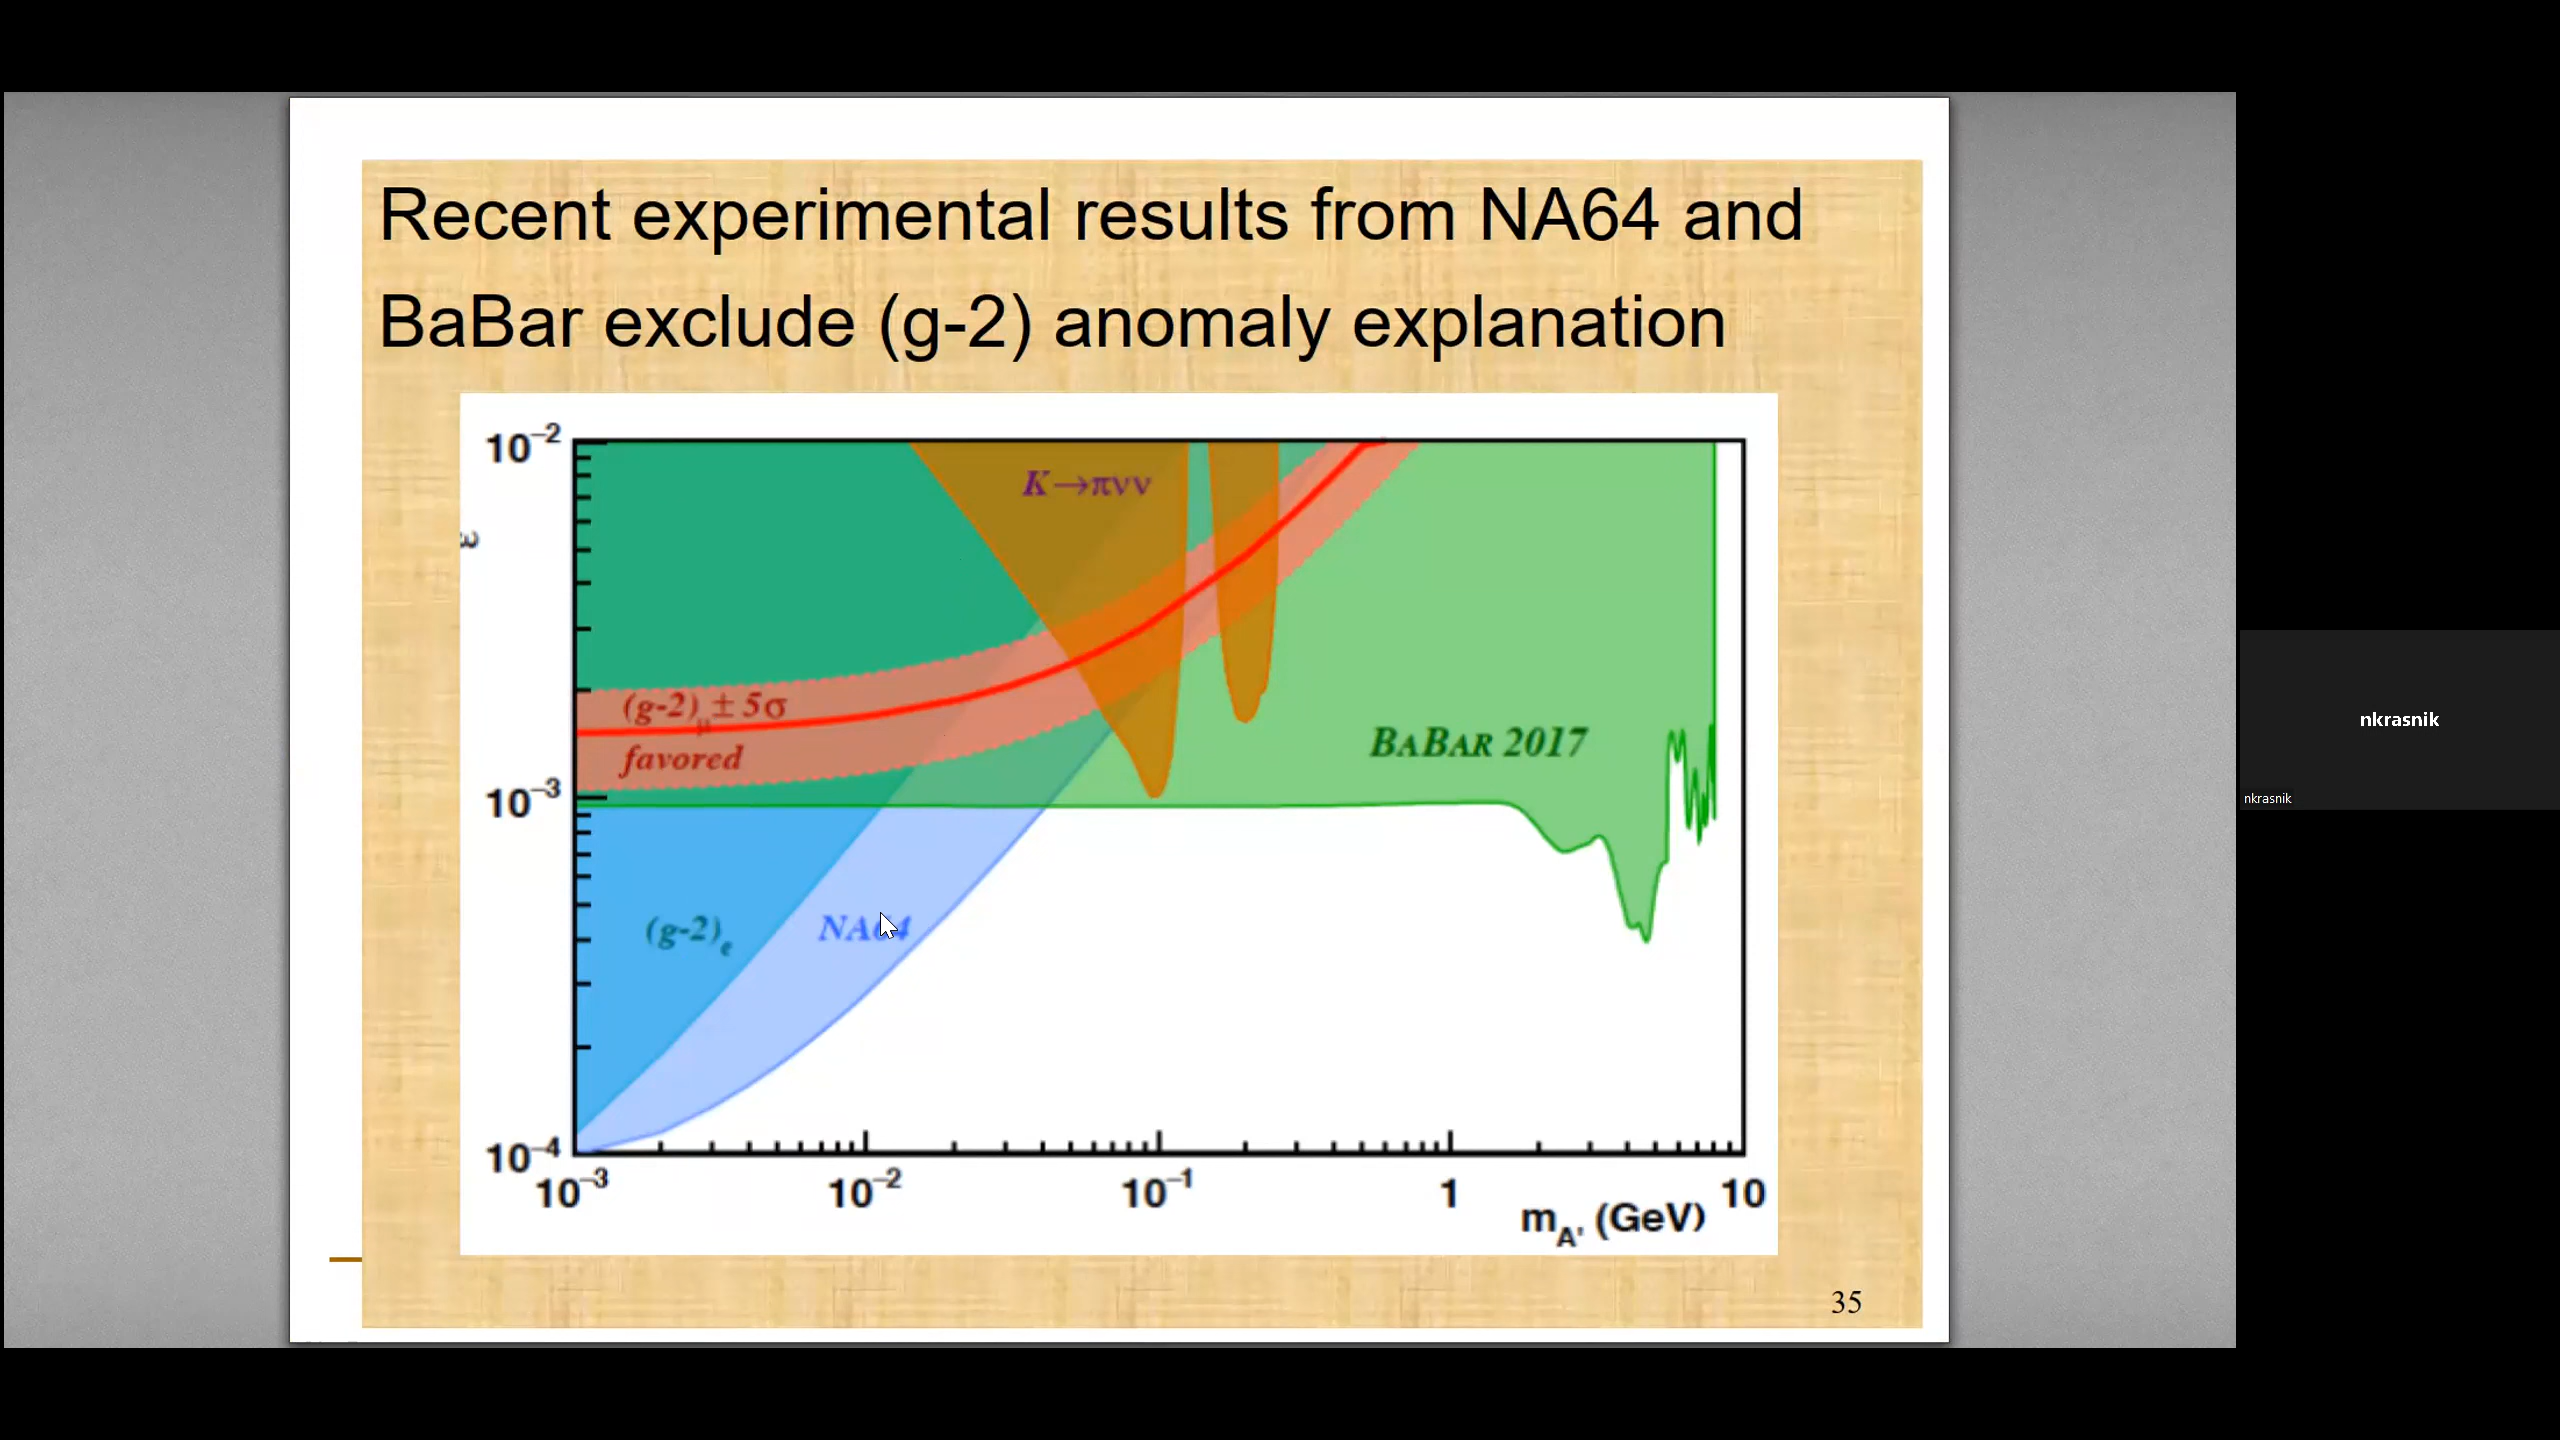 Recent experimental results from NA64 and
BaBar exclude (g-2) anomaly explanation
10⁻²
K→πνν
ε
(g-2)μ ± 5σ
favored
BABAR 2017
10⁻³
(g-2)e
NA64
10⁻⁴
10⁻³ 10⁻² 10⁻¹ 1 10
mA' (GeV)
35
nkrasnik
nkrasnik